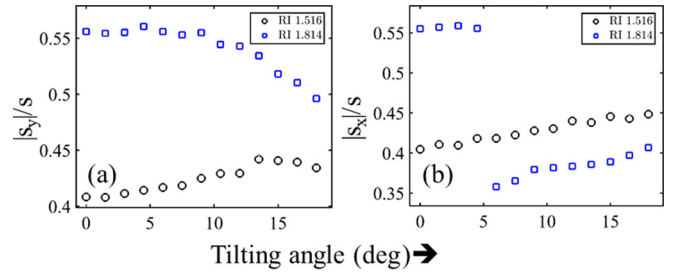 RI 1.516
RI 1.814
0.55
0.5
0.45
0.4
|s_y|/s
(a)
0 5 10 15
RI 1.516
RI 1.814
0.55
0.45
0.4
0.35
|s_x|/s
(b)
0 5 10 15
Tilting angle (deg)➔